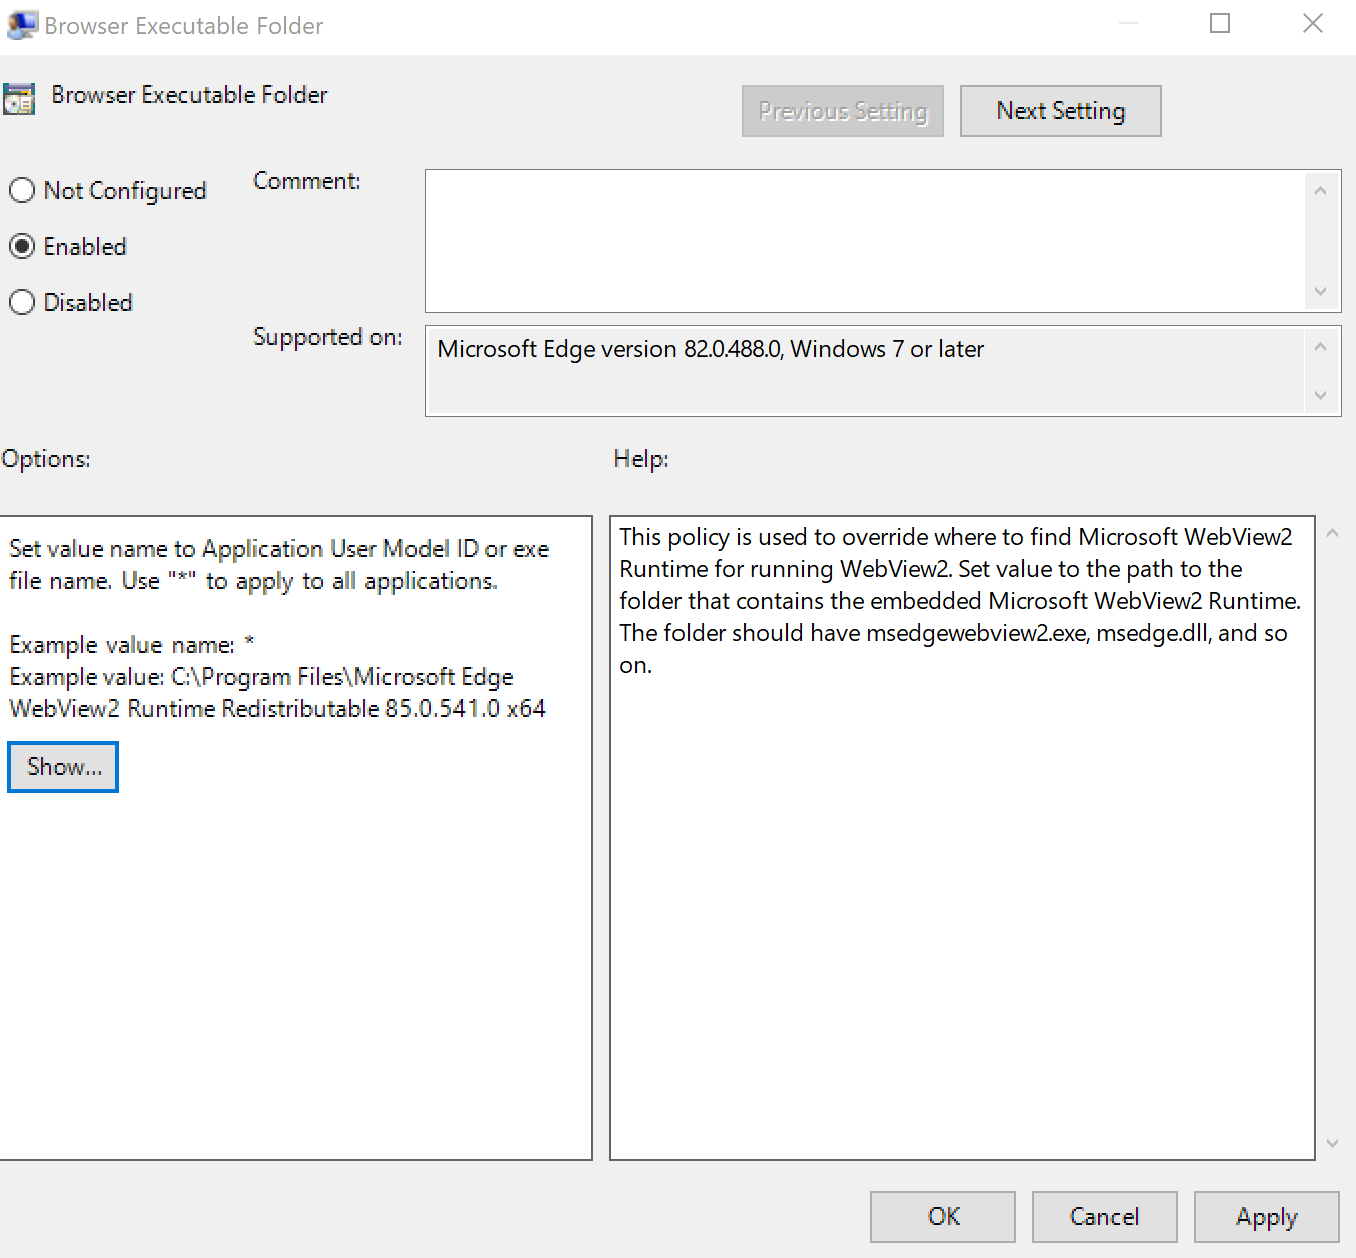 Browser Executable Folder
Browser Executable Folder
Previous Setting
Next Setting
Not Configured
Comment:
Enabled
Disabled
Supported on:
Microsoft Edge version 82.0.488.0, Windows 7 or later
Options:
Help:
Set value name to Application User Model ID or exe
file name. Use "*" to apply to all applications.
Example value name: *
Example value: C:\Program Files\Microsoft Edge
WebView2 Runtime Redistributable 85.0.541.0 x64
Show...
This policy is used to override where to find Microsoft WebView2
Runtime for running WebView2. Set value to the path to the
folder that contains the embedded Microsoft WebView2 Runtime.
The folder should have msedgewebview2.exe, msedge.dll, and so
on.
OK
Cancel
Apply